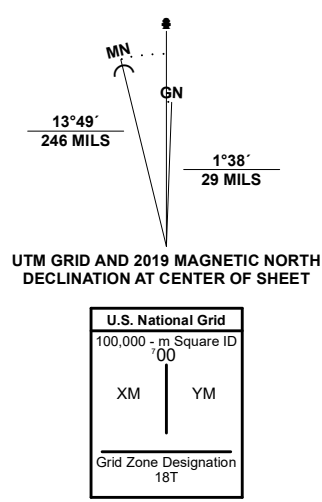 MN
GN
13°49´
246 MILS
1°38´
29 MILS
UTM GRID AND 2019 MAGNETIC NORTH
DECLINATION AT CENTER OF SHEET
U.S. National Grid
100,000 - m Square ID
⁷00
XM YM
Grid Zone Designation
18T